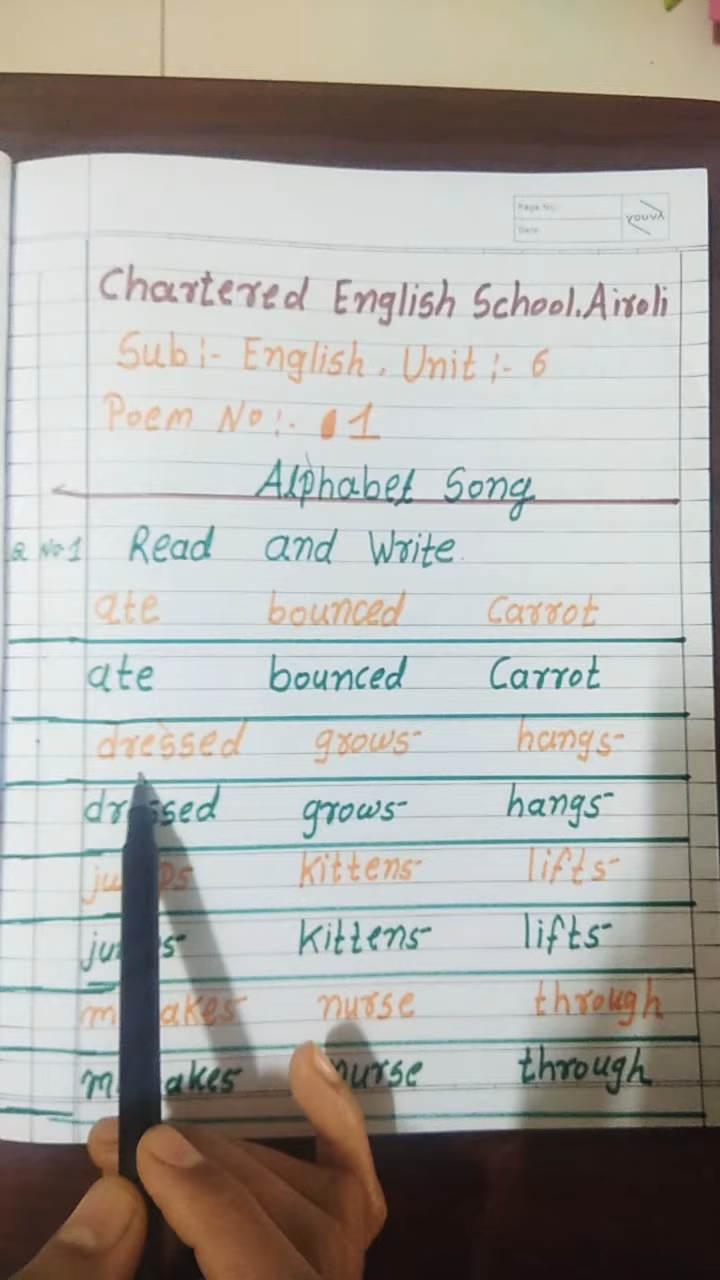 Page No.
Date
YOUVA
Chartered English School. Airoli
Sub :- English . Unit :- 6
Poem No :- 1
Alphabet Song
Q No 1 Read and Write.
ate bounced Carrot
ate bounced Carrot
dressed grows hangs
dressed grows hangs
kittens lifts
kittens lifts
nurse through
nurse through